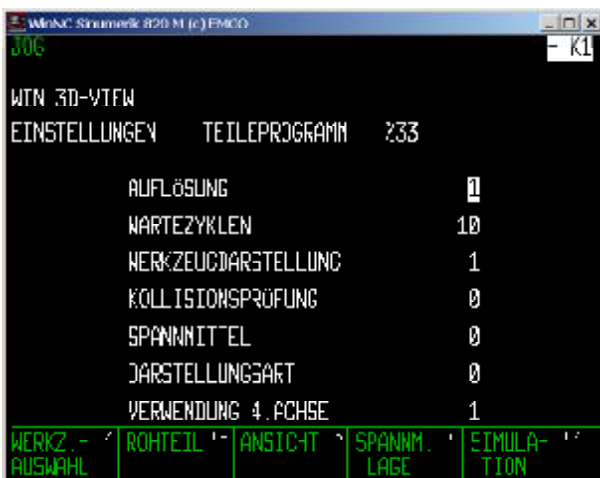 WinNC Sinumerik 820 M (c) EMCO
JOG - K1
WIN 3D-VIEW
EINSTELLUNGEN TEILEPROGRAMM %33
AUFLÖSUNG 1
WARTEZYKLEN 10
WERKZEUGDARSTELLUNG 1
KOLLISIONSPRÜFUNG 0
SPANNMITTEL 0
DARSTELLUNGSART 0
VERWENDUNG 4.ACHSE 1
WERKZ.- ROHTEIL ANSICHT SPANNM. SIMULA-
AUSWAHL LAGE TION